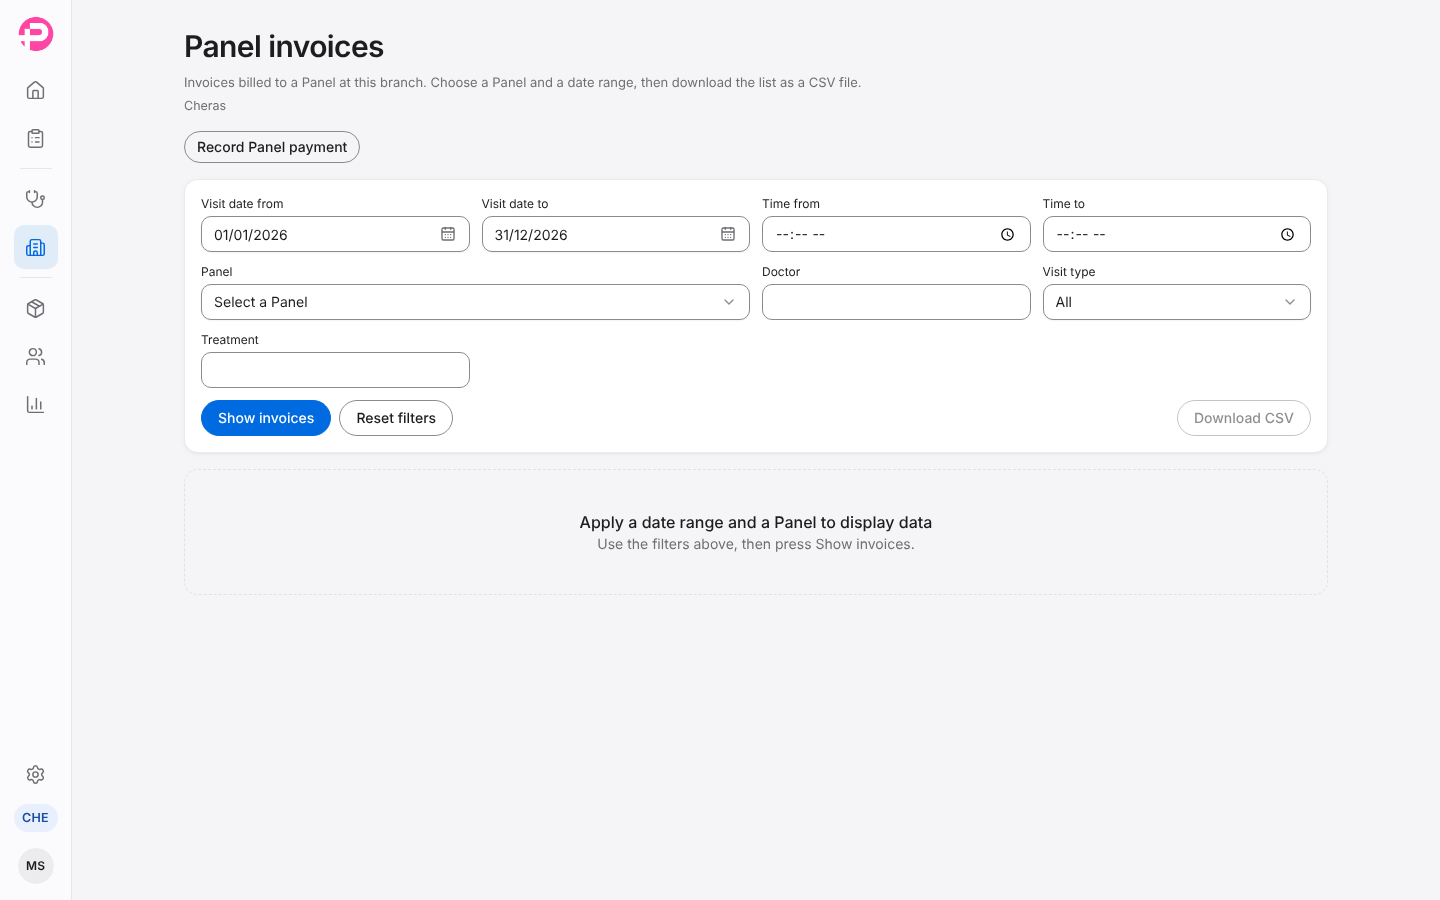 Panel invoices
Invoices billed to a Panel at this branch. Choose a Panel and a date range, then download the list as a CSV file.
Cheras
Record Panel payment
Visit date from
Visit date to
Time from
Time to
01/01/2026
31/12/2026
--:-- --
--:-- --
Panel
Doctor
Visit type
Select a Panel
All
Treatment
Show invoices
Reset filters
Download CSV
Apply a date range and a Panel to display data
Use the filters above, then press Show invoices.
CHE
MS